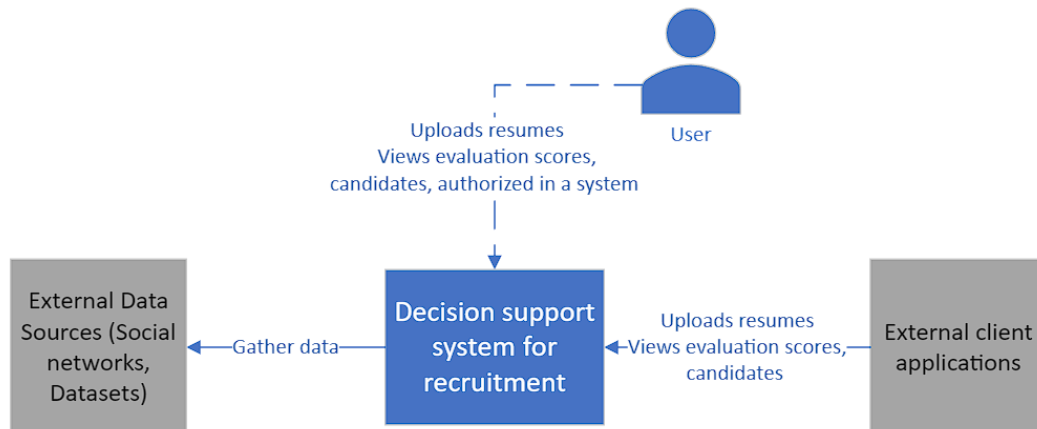 User
Uploads resumes
Views evaluation scores,
candidates, authorized in a system
External Data
Sources (Social
networks,
Datasets)
Gather data
Decision support
system for
recruitment
Uploads resumes
Views evaluation scores,
candidates
External client
applications